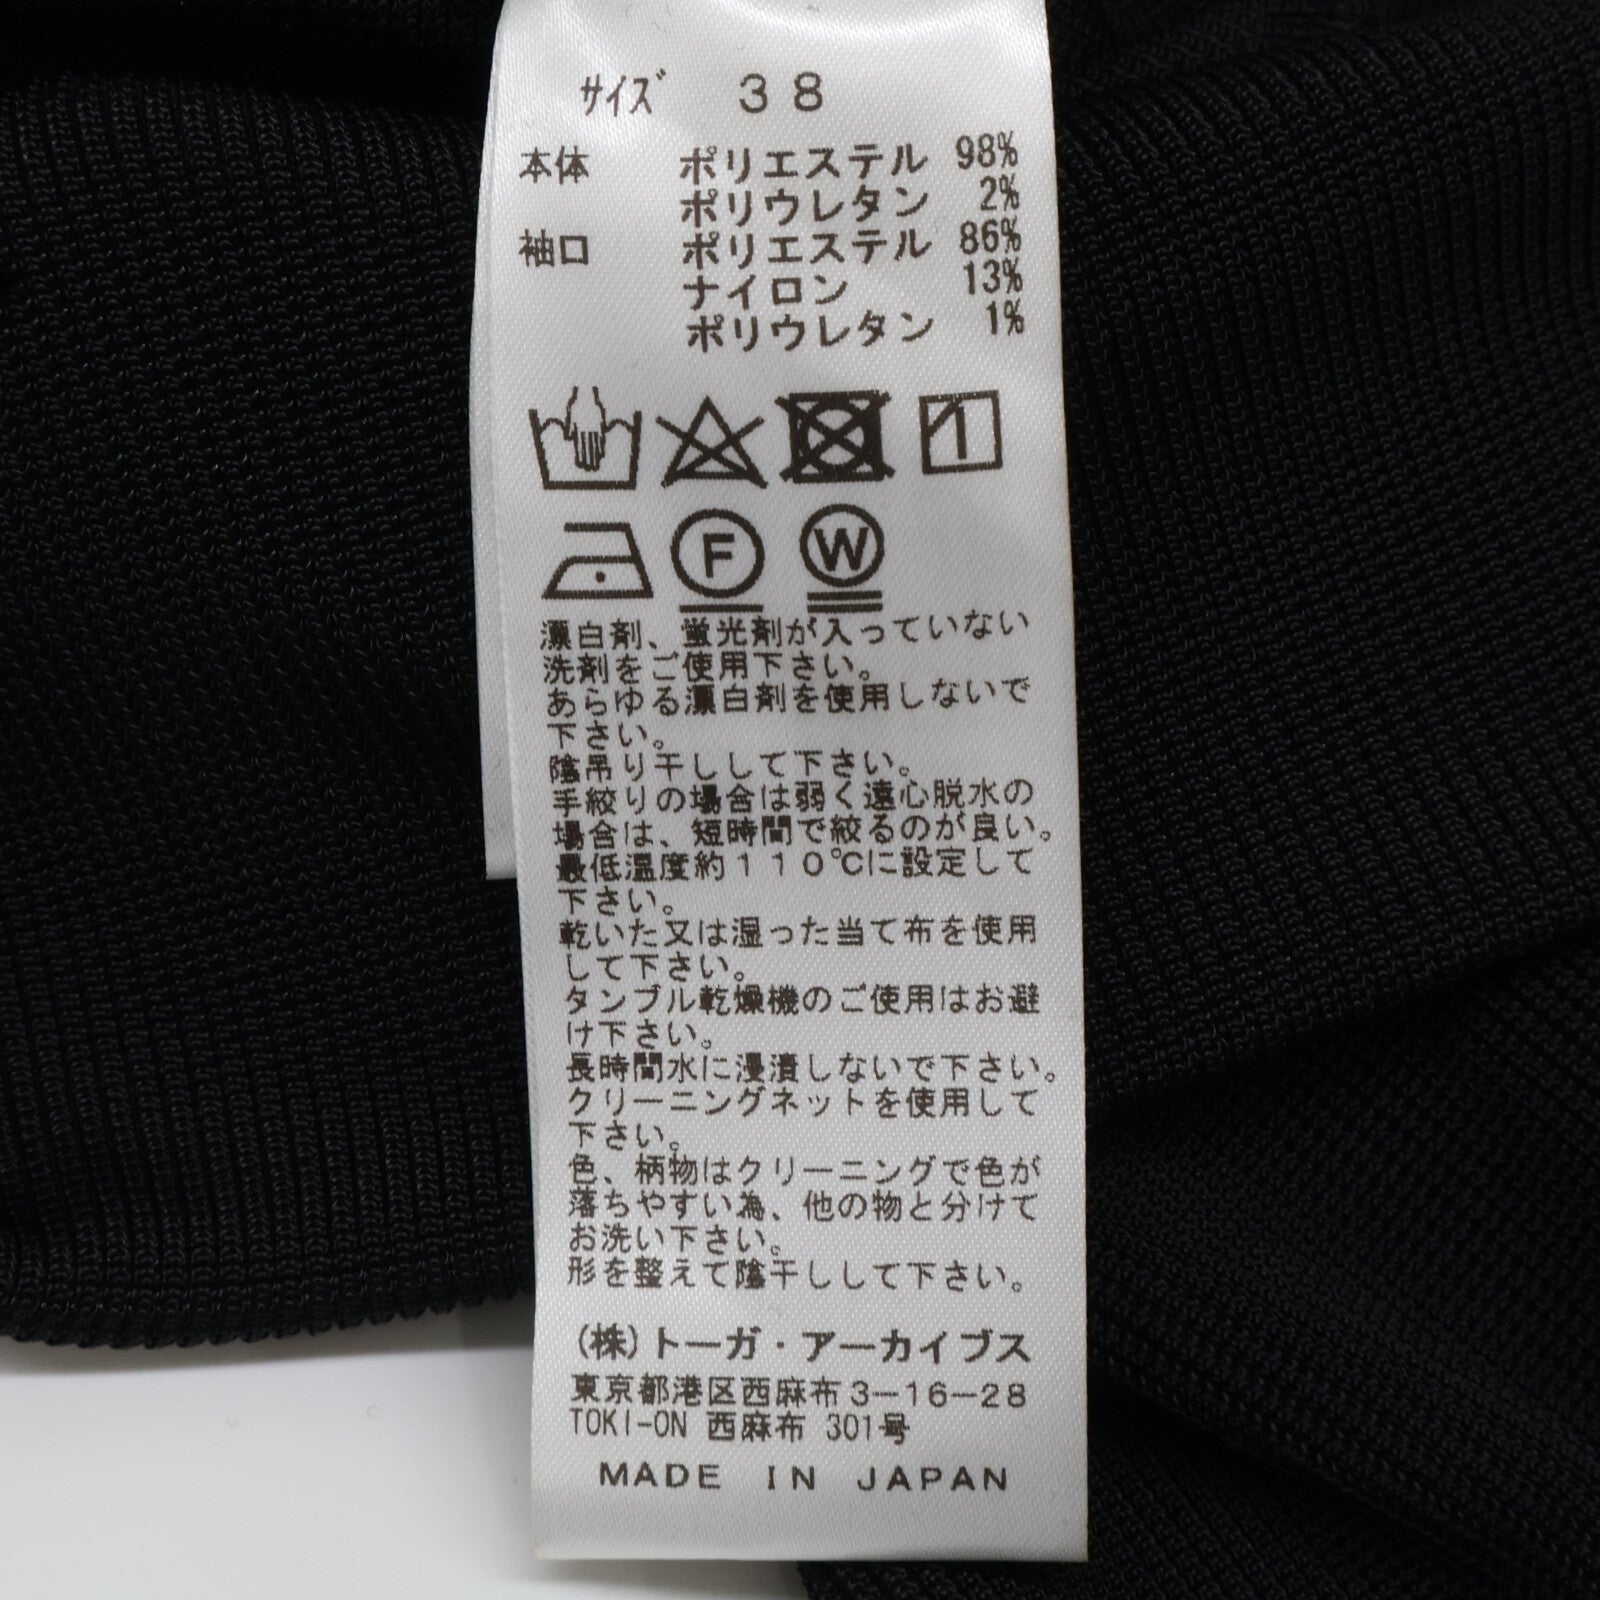 サイズ 38
本体 ポリエステル 98%
ポリウレタン 2%
袖口 ポリエステル 86%
ナイロン 13%
ポリウレタン 1%
1
F W
漂白剤、蛍光剤が入っていない
洗剤をご使用下さい。
あらゆる漂白剤を使用しないで
下さい。
陰吊り干しして下さい。
手絞りの場合は弱く遠心脱水の
場合は、短時間で絞るのが良い。
最低温度約110℃に設定して
下さい。
乾いた又は湿った当て布を使用
して下さい。
タンブル乾燥機のご使用はお避
け下さい。
長時間水に浸漬しないで下さい。
クリーニングネットを使用して
下さい。
色、柄物はクリーニングで色が
落ちやすい為、他の物と分けて
お洗い下さい。
形を整えて陰干しして下さい。
(株)トーガ・アーカイブス
東京都港区西麻布3-16-28
TOKI-ON 西麻布 301号
MADE IN JAPAN